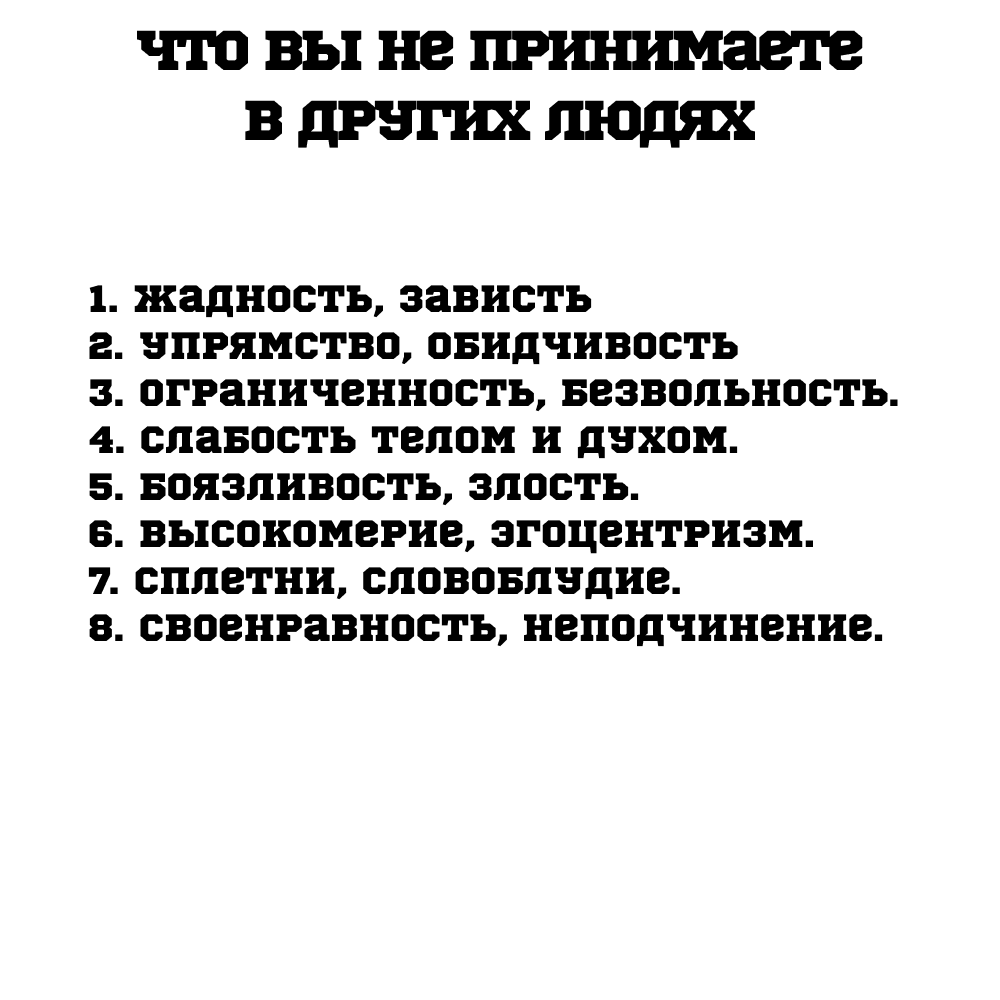 что вы не принимаете
в других людях
1. жадность, зависть
2. упрямство, обидчивость
3. ограниченность, безвольность.
4. слабость телом и духом.
5. боязливость, злость.
6. высокомерие, эгоцентризм.
7. сплетни, словоблудие.
8. своенравность, неподчинение.